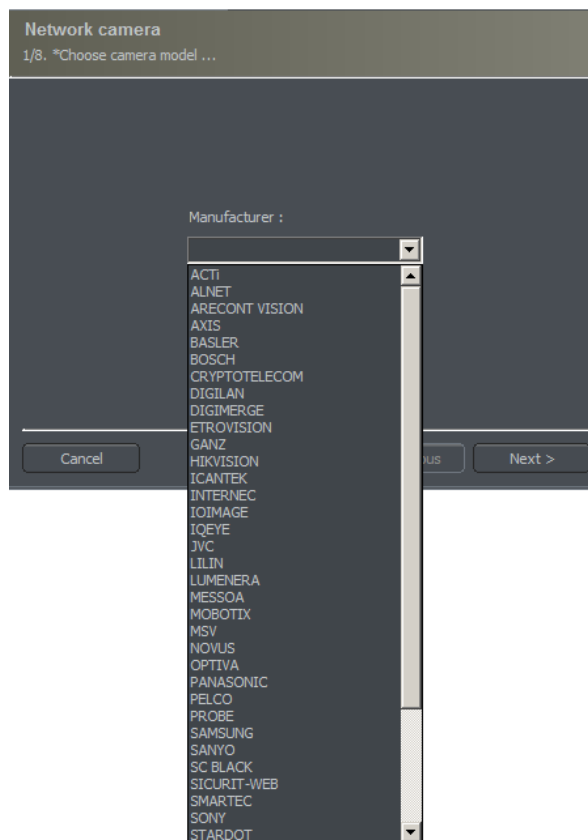 Network camera
1/8. *Choose camera model ...
Manufacturer :
ACTi
ALNET
ARECONT VISION
AXIS
BASLER
BOSCH
CRYPTOTELECOM
DIGILAN
DIGIMERGE
ETROVISION
GANZ
HIKVISION
ICANTEK
INTERNEC
IOIMAGE
IQEYE
JVC
LILIN
LUMENERA
MESSOA
MOBOTIX
MSV
NOVUS
OPTIVA
PANASONIC
PELCO
PROBE
SAMSUNG
SANYO
SC BLACK
SICURIT-WEB
SMARTEC
SONY
STARDOT
Cancel
ous
Next >